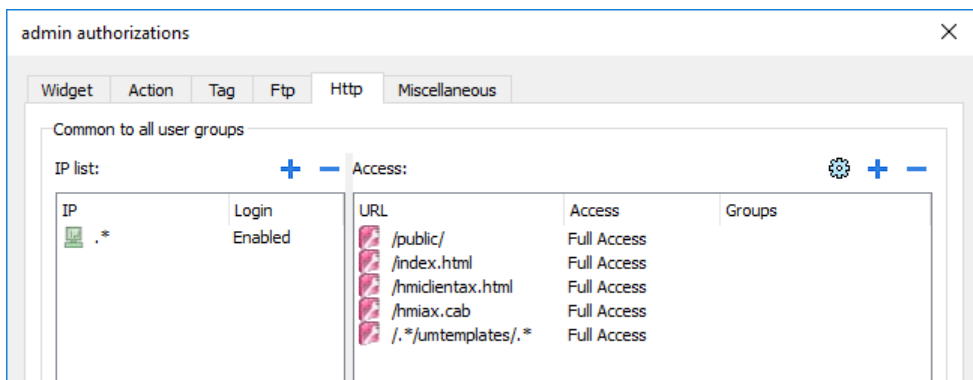 admin authorizations
Widget Action Tag Ftp Http Miscellaneous
Common to all user groups
IP list: Access:
IP Login URL Access Groups
.* Enabled /public/ Full Access
/index.html Full Access
/hmiclientax.html Full Access
/hmiax.cab Full Access
/.*/umtemplates/.* Full Access